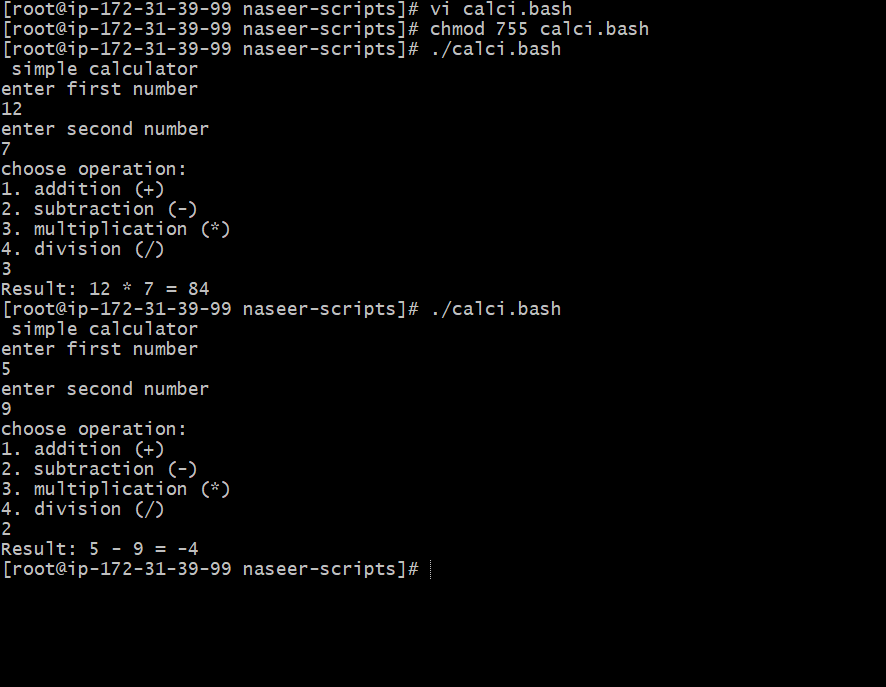 [root@ip-172-31-39-99 naseer-scripts]# vi calci.bash
[root@ip-172-31-39-99 naseer-scripts]# chmod 755 calci.bash
[root@ip-172-31-39-99 naseer-scripts]# ./calci.bash
 simple calculator
enter first number
12
enter second number
7
choose operation:
1. addition (+)
2. subtraction (-)
3. multiplication (*)
4. division (/)
3
Result: 12 * 7 = 84
[root@ip-172-31-39-99 naseer-scripts]# ./calci.bash
 simple calculator
enter first number
5
enter second number
9
choose operation:
1. addition (+)
2. subtraction (-)
3. multiplication (*)
4. division (/)
2
Result: 5 - 9 = -4
[root@ip-172-31-39-99 naseer-scripts]#